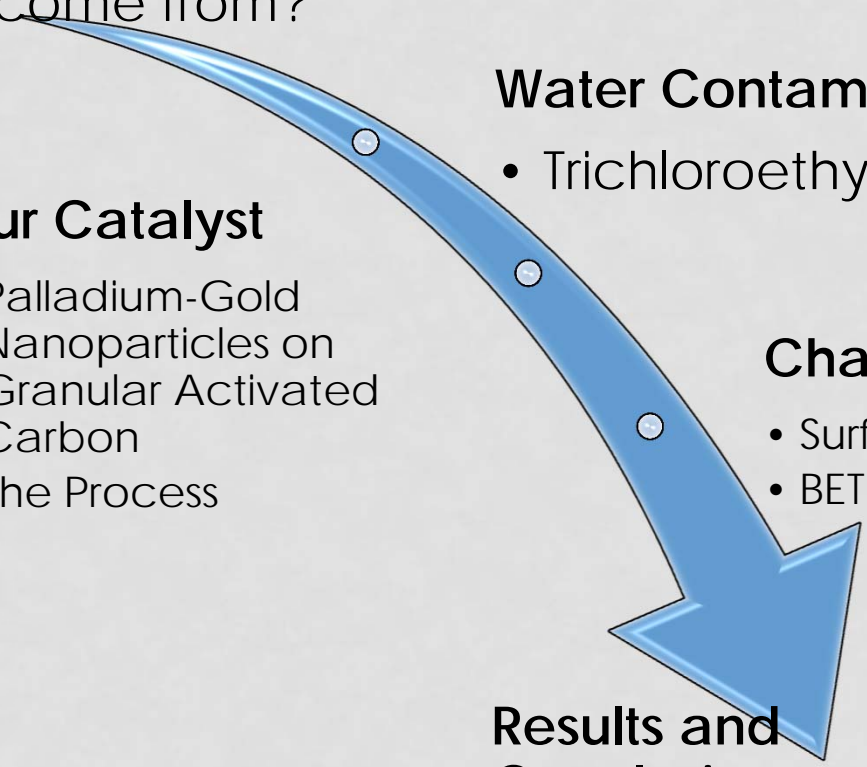 come from?
Water Contam
• Trichloroethy
ur Catalyst
Palladium-Gold
Nanoparticles on
Granular Activated
Carbon
he Process
Cha
• Surf
• BET
Results and